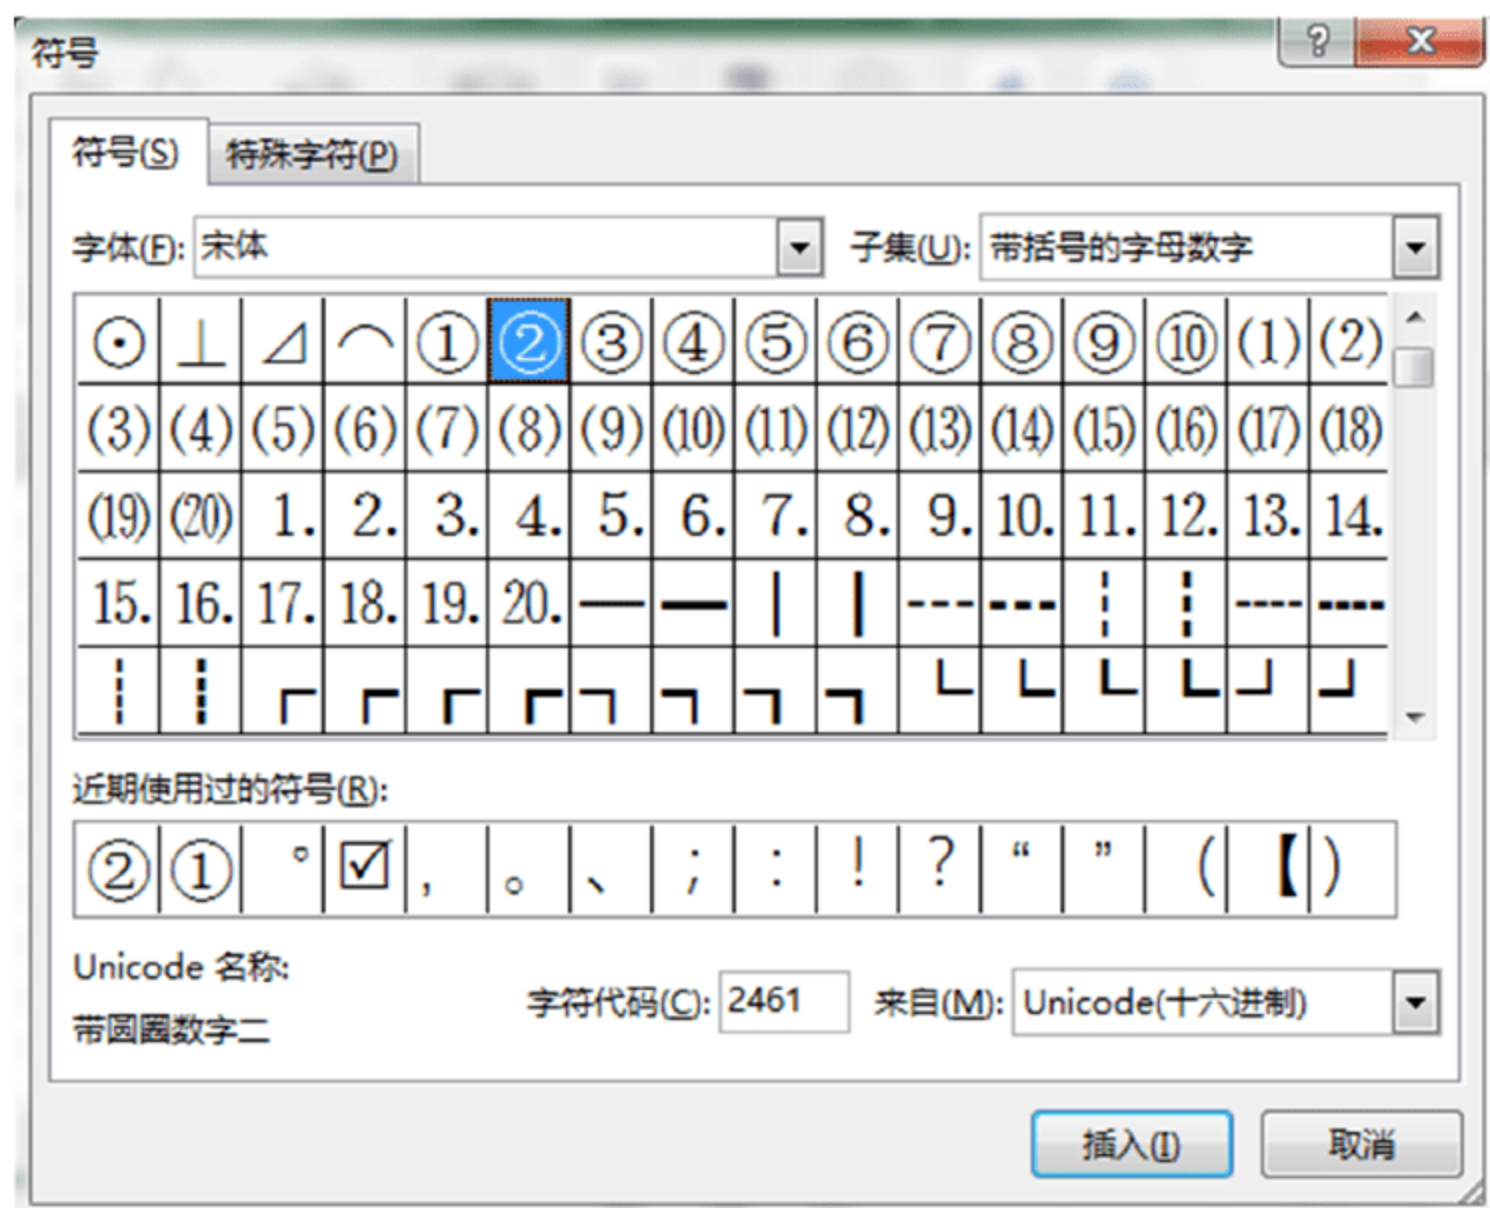 符号
符号(S) 特殊字符(P)
字体(F): 宋体 子集(U): 带括号的字母数字
⊙ ⊥ ⊿ ⌒ ① ② ③ ④ ⑤ ⑥ ⑦ ⑧ ⑨ ⑩ ⑴ ⑵
⑶ ⑷ ⑸ ⑹ ⑺ ⑻ ⑼ ⑽ ⑾ ⑿ ⒀ ⒁ ⒂ ⒃ ⒄ ⒅
⒆ ⒇ ⒈ ⒉ ⒊ ⒋ ⒌ ⒍ ⒎ ⒏ ⒐ ⒑ ⒒ ⒓ ⒔ ⒕
⒖ ⒗ ⒘ ⒙ ⒚ ⒛ ─ ━ │ ┃ ┄ ┅ ┆ ┇ ┈ ┉
┊ ┋ ┌ ┍ ┎ ┏ ┐ ┑ ┒ ┓ └ ┕ ┖ ┗ ┘ ┙
近期使用过的符号(R):
② ① ° ☑ , 。 、 ; : ! ? “ ” ( 【 )
Unicode 名称:
带圆圈数字二
字符代码(C): 2461 来自(M): Unicode(十六进制)
插入(I) 取消